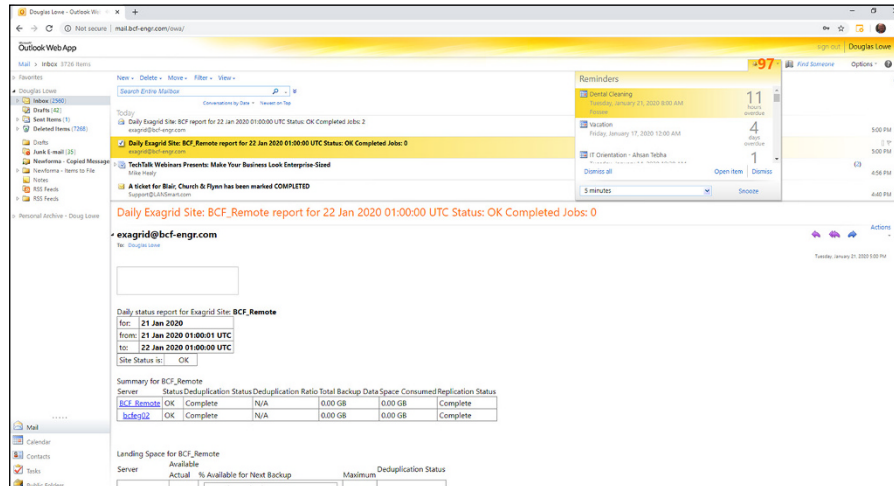 Douglas Lowe - Outlook We
Not secure | mail.bcf-engr.com/owa/
Outlook Web App
sign out Douglas Lowe
Mail > Inbox 3726 Items
97
Find Someone Options
Favorites
Douglas Lowe
Inbox (2560)
Drafts [42]
Sent Items (1)
Deleted Items (7268)
Drafts
Junk E-mail (35)
Newforma - Copied Message
Newforma - Items to File
Notes
RSS Feeds
RSS Feeds
Personal Archive - Doug Lowe
Mail
Calendar
Contacts
Tasks
Public Folders
New Delete Move Filter View
Search Entire Mailbox
Conversations by Date Newest on Top
Today
Daily Exagrid Site: BCF_Remote report for 22 Jan 2020 01:00:00 UTC Status: OK Completed Jobs: 2
exagrid@bcf-engr.com
5:00 PM
Daily Exagrid Site: BCF_Remote report for 22 Jan 2020 01:00:00 UTC Status: OK Completed Jobs: 0
exagrid@bcf-engr.com
5:00 PM
TechTalk Webinars Presents: Make Your Business Look Enterprise-Sized
Mike Healy
(2)
4:56 PM
A ticket for Blair, Church & Flynn has been marked COMPLETED
Support@LANSmart.com
4:40 PM
Reminders
Dental Cleaning
Tuesday, January 21, 2020 8:00 AM
11 hours overdue
Vacation
Friday, January 17, 2020 12:00 AM
4 days overdue
IT Orientation - Ahsan Tebha
1
Dismiss all Open item Dismiss
5 minutes Snooze
Daily Exagrid Site: BCF_Remote report for 22 Jan 2020 01:00:00 UTC Status: OK Completed Jobs: 0
exagrid@bcf-engr.com
To: Douglas Lowe
Actions
Tuesday, January 21, 2020 5:00 PM
Daily status report for Exagrid Site: BCF_Remote
for: 21 Jan 2020
from: 21 Jan 2020 01:00:01 UTC
to: 22 Jan 2020 01:00:00 UTC
Site Status is: OK
Summary for BCF_Remote
Server Status Deduplication Status Deduplication Ratio Total Backup Data Space Consumed Replication Status
BCF_Remote OK Complete N/A 0.00 GB 0.00 GB Complete
bcfeg02 OK Complete N/A 0.00 GB 0.00 GB Complete
Landing Space for BCF_Remote
Server Available Deduplication Status
Actual % Available for Next Backup Maximum